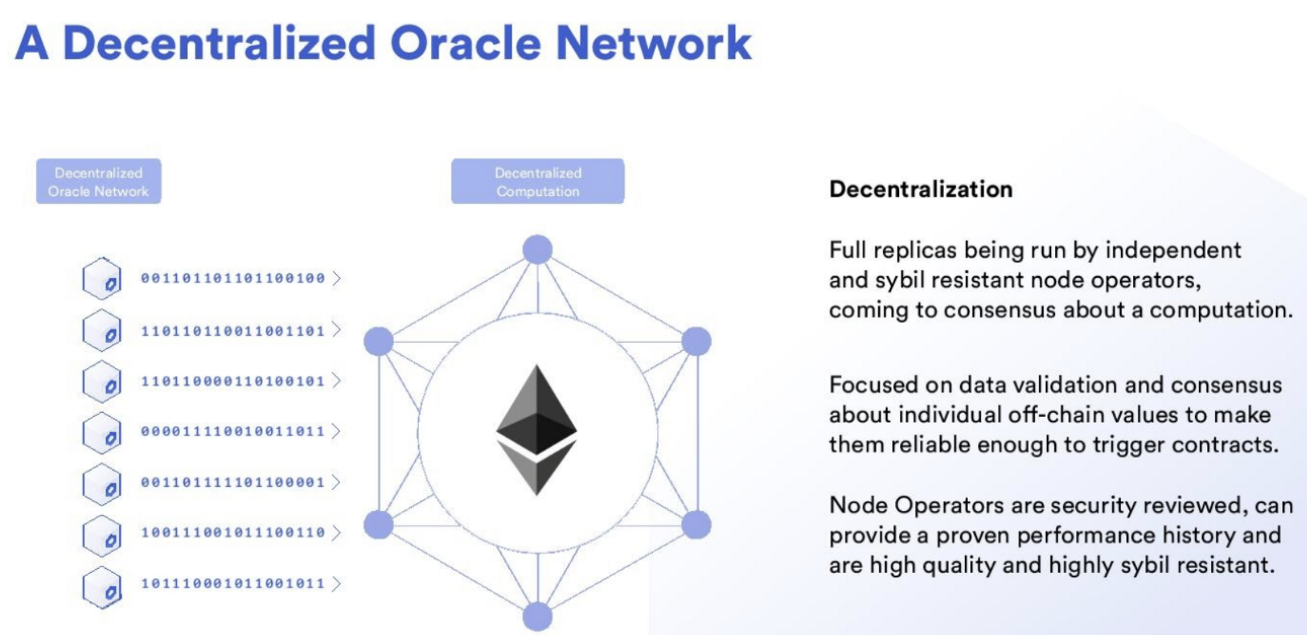 A Decentralized Oracle Network
Decentralized
Oracle Network
Decentralized
Computation
001101101101100100 >
110110110011001101 >
110110000110100101 >
000011110010011011 >
001101111101100001 >
100111001011100110 >
101110001011001011 >
Decentralization
Full replicas being run by independent
and sybil resistant node operators,
coming to consensus about a computation.
Focused on data validation and consensus
about individual off-chain values to make
them reliable enough to trigger contracts.
Node Operators are security reviewed, can
provide a proven performance history and
are high quality and highly sybil resistant.